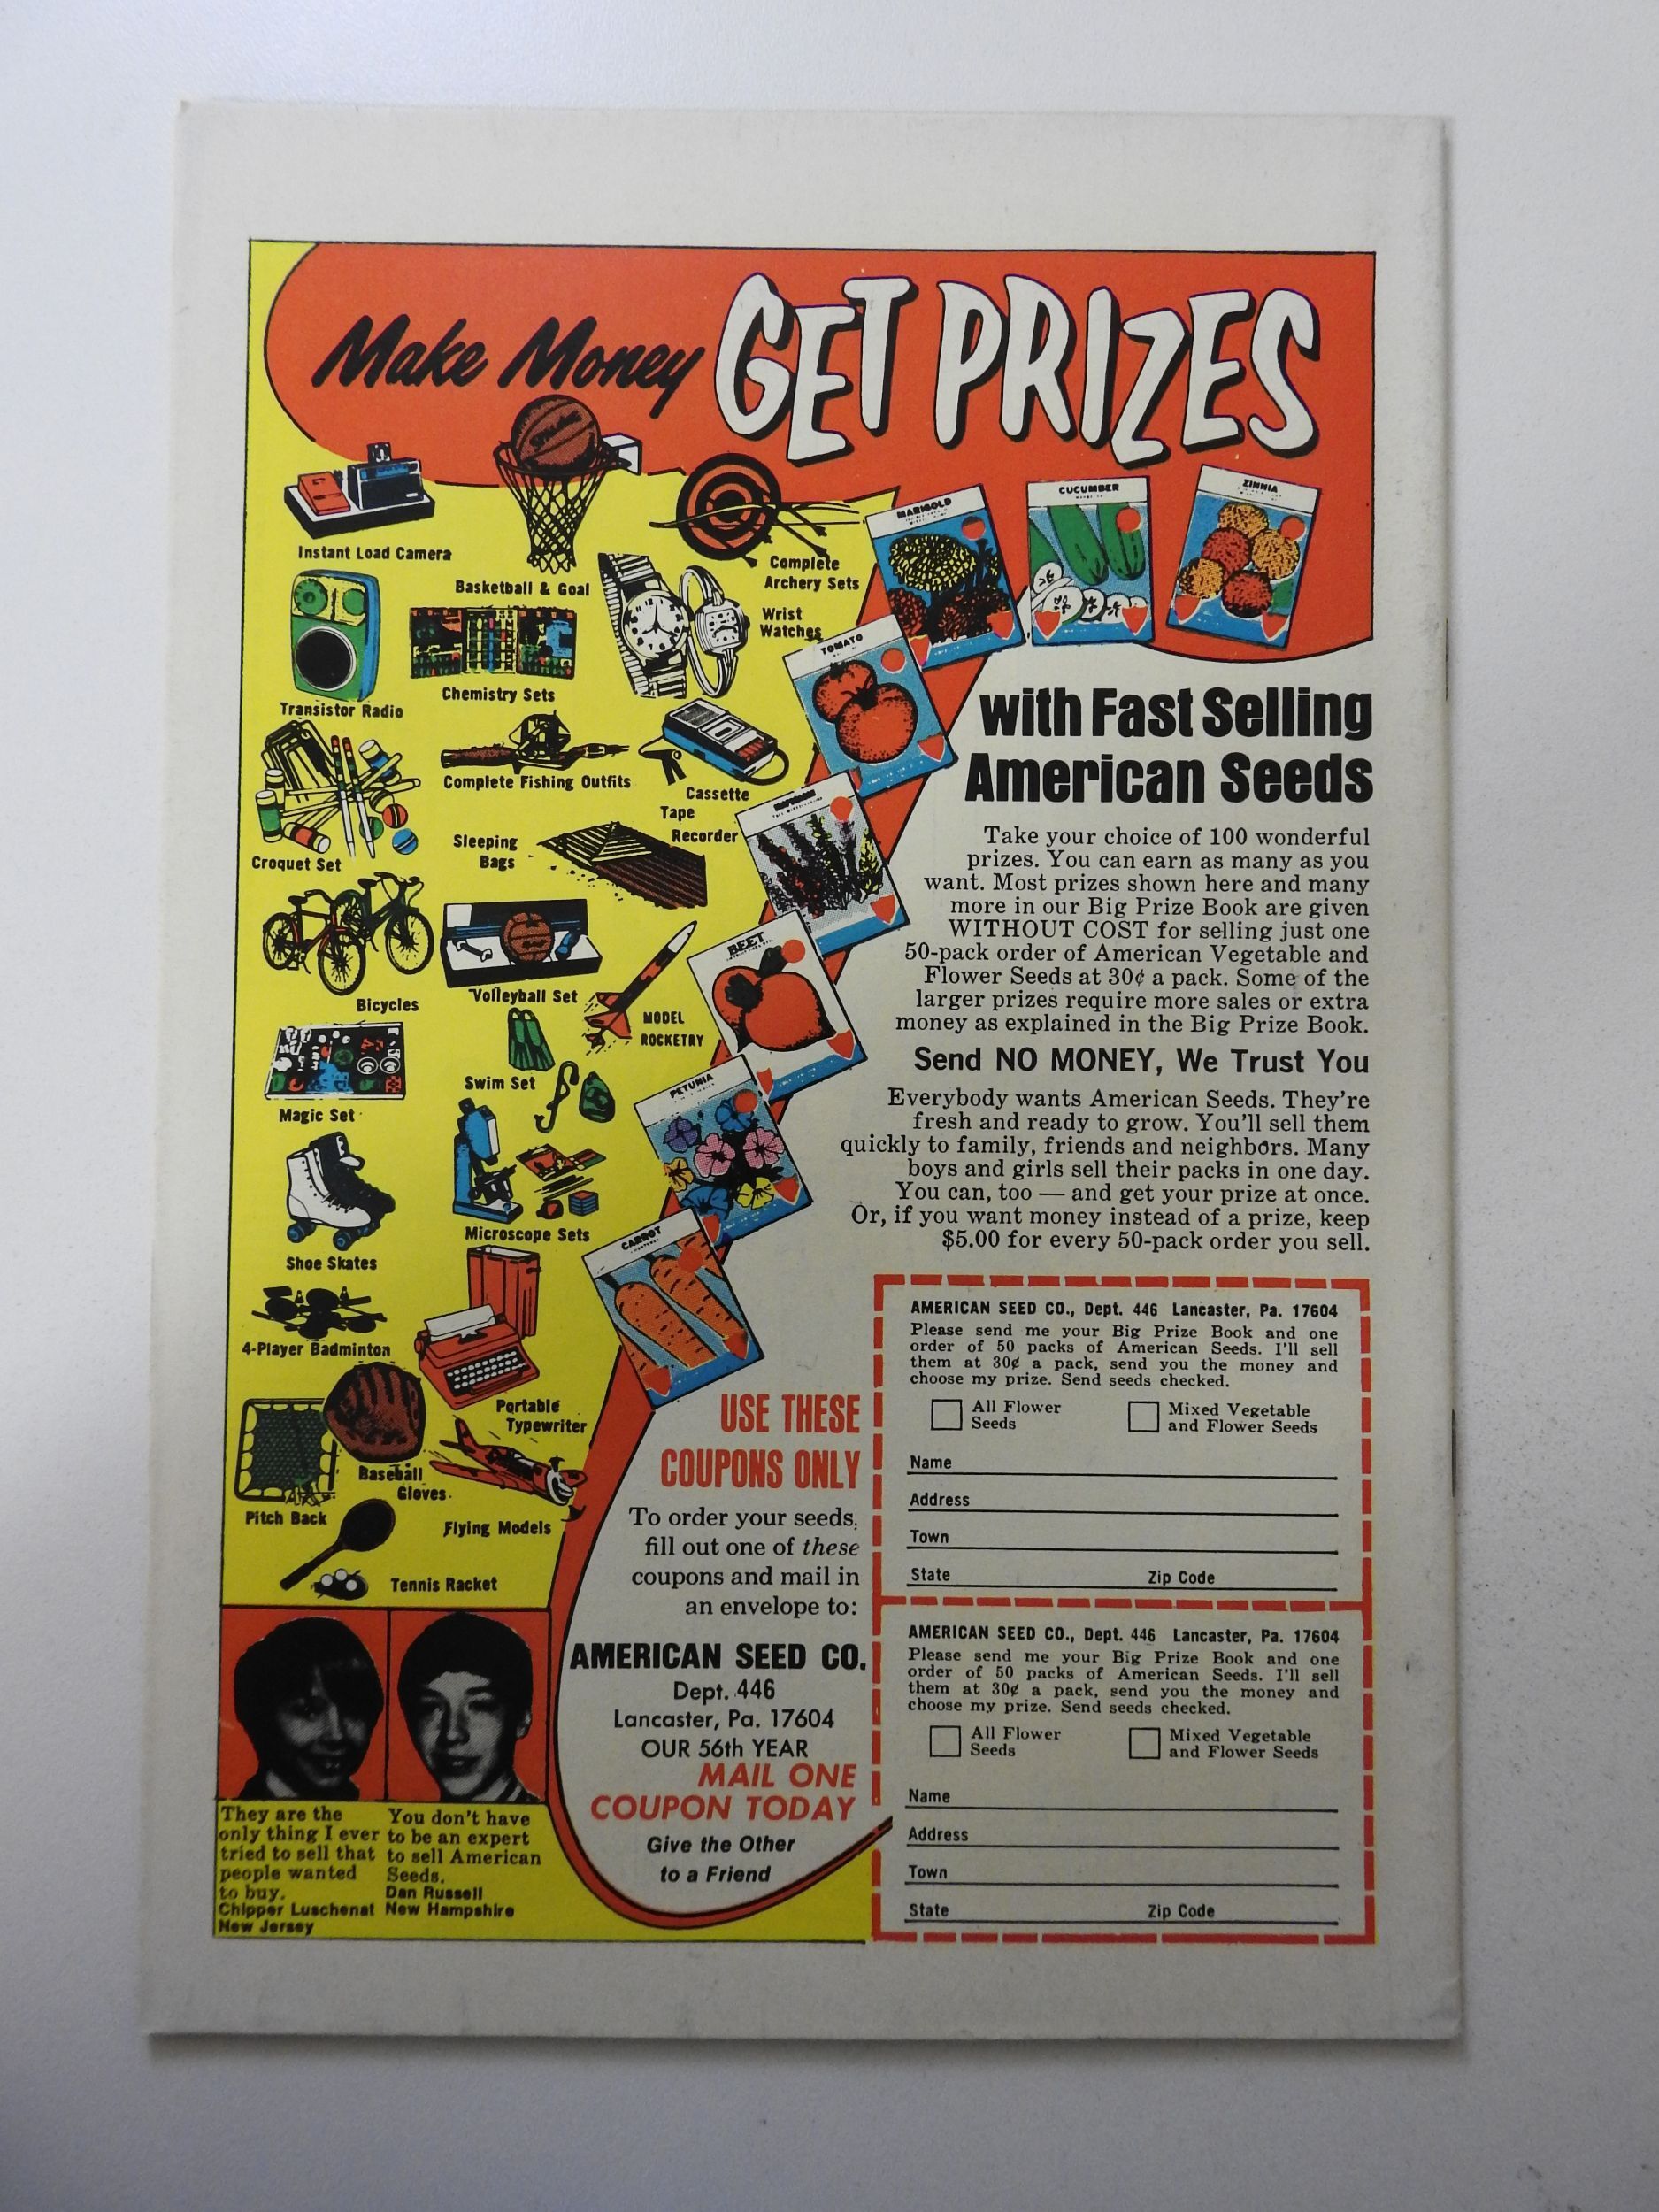 Make Money GET PRIZES
Instant Load Camera
Basketball & Goal
Complete
Archery Sets
Wrist
Watches
Transistor Radio
Chemistry Sets
Complete Fishing Outfits
Cassette
Tape
Recorder
Croquet Set
Sleeping
Bags
Bicycles
Volleyball Set
MODEL
ROCKETRY
Magic Set
Swim Set
Shoe Skates
Microscope Sets
4-Player Badminton
Portable
Typewriter
Baseball
Gloves
Pitch Back
Flying Models
Tennis Racket
MARIGOLD
CUCUMBER
ZINNIA
TOMATO
BEET
PETUNIA
CARROT
with Fast Selling
American Seeds
Take your choice of 100 wonderful
prizes. You can earn as many as you
want. Most prizes shown here and many
more in our Big Prize Book are given
WITHOUT COST for selling just one
50-pack order of American Vegetable and
Flower Seeds at 30¢ a pack. Some of the
larger prizes require more sales or extra
money as explained in the Big Prize Book.
Send NO MONEY, We Trust You
Everybody wants American Seeds. They're
fresh and ready to grow. You'll sell them
quickly to family, friends and neighbors. Many
boys and girls sell their packs in one day.
You can, too — and get your prize at once.
Or, if you want money instead of a prize, keep
$5.00 for every 50-pack order you sell.
USE THESE
COUPONS ONLY
To order your seeds,
fill out one of these
coupons and mail in
an envelope to:
AMERICAN SEED CO.
Dept. 446
Lancaster, Pa. 17604
OUR 56th YEAR
MAIL ONE
COUPON TODAY
Give the Other
to a Friend
They are the
only thing I ever
tried to sell that
people wanted
to buy.
Chipper Luschenat
New Jersey
You don't have
to be an expert
to sell American
Seeds.
Dan Russell
New Hampshire
AMERICAN SEED CO., Dept. 446 Lancaster, Pa. 17604
Please send me your Big Prize Book and one
order of 50 packs of American Seeds. I'll sell
them at 30¢ a pack, send you the money and
choose my prize. Send seeds checked.
All Flower
Seeds
Mixed Vegetable
and Flower Seeds
Name
Address
Town
State Zip Code
AMERICAN SEED CO., Dept. 446 Lancaster, Pa. 17604
Please send me your Big Prize Book and one
order of 50 packs of American Seeds. I'll sell
them at 30¢ a pack, send you the money and
choose my prize. Send seeds checked.
All Flower
Seeds
Mixed Vegetable
and Flower Seeds
Name
Address
Town
State Zip Code